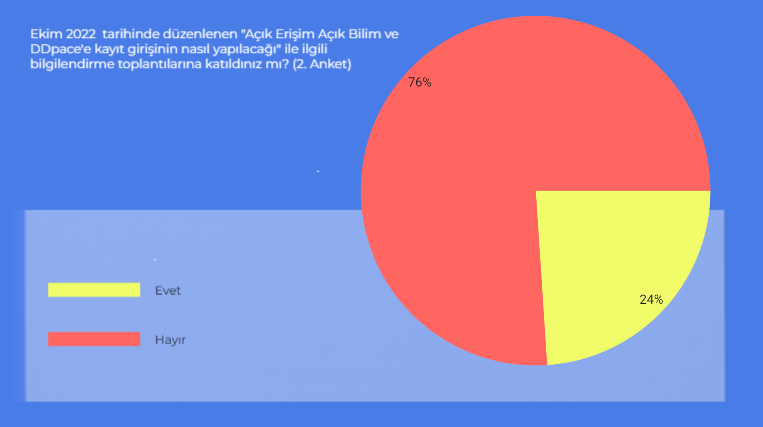 Ekim 2022  tarihinde düzenlenen "Açık Erişim Açık Bilim ve
DDpace'e kayıt girişinin nasıl yapılacağı" ile ilgili
bilgilendirme toplantılarına katıldınız mı? (2. Anket)
76%
24%
Evet
Hayır